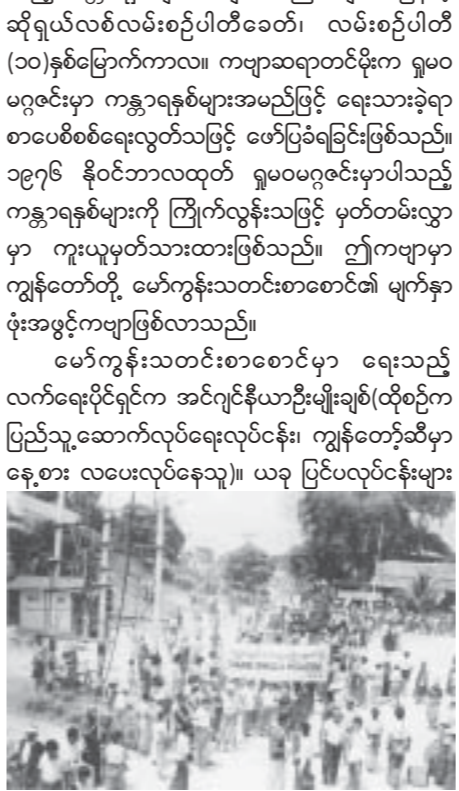 ဆိုရှယ်လစ်လမ်းစဉ်ပါတီခေတ်၊ လမ်းစဉ်ပါတီ
(၁၀)နှစ်မြောက်ကာလ။ ကဗျာဆရာတင်မိုးက ရှုမဝ
မဂ္ဂဇင်းမှာ ကန္တာရနှစ်များအမည်ဖြင့် ရေးသားခဲ့ရာ
စာပေစိစစ်ရေးလွတ်သဖြင့် ဖော်ပြခံရခြင်းဖြစ်သည်။
၁၉၇၆ နိုဝင်ဘာလထုတ် ရှုမဝမဂ္ဂဇင်းမှာပါသည့်
ကန္တာရနှစ်များကို ကြိုက်လွန်းသဖြင့် မှတ်တမ်းလွှာ
မှာ ကူးယူမှတ်သားထားဖြစ်သည်။ ဤကဗျာမှာ
ကျွန်တော်တို့ မော်ကွန်းသတင်းစာစောင်၏ မျက်နှာ
ဖုံးအဖွင့်ကဗျာဖြစ်လာသည်။
မော်ကွန်းသတင်းစာစောင်မှာ ရေးသည့်
လက်ရေးပိုင်ရှင်က အင်ဂျင်နီယာဦးမျိုးချစ်(ထိုစဉ်က
ပြည်သူ့ဆောက်လုပ်ရေးလုပ်ငန်း၊ ကျွန်တော့်ဆီမှာ
နေ့စား လပေးလုပ်နေသူ)။ ယခု ပြင်ပလုပ်ငန်းများ